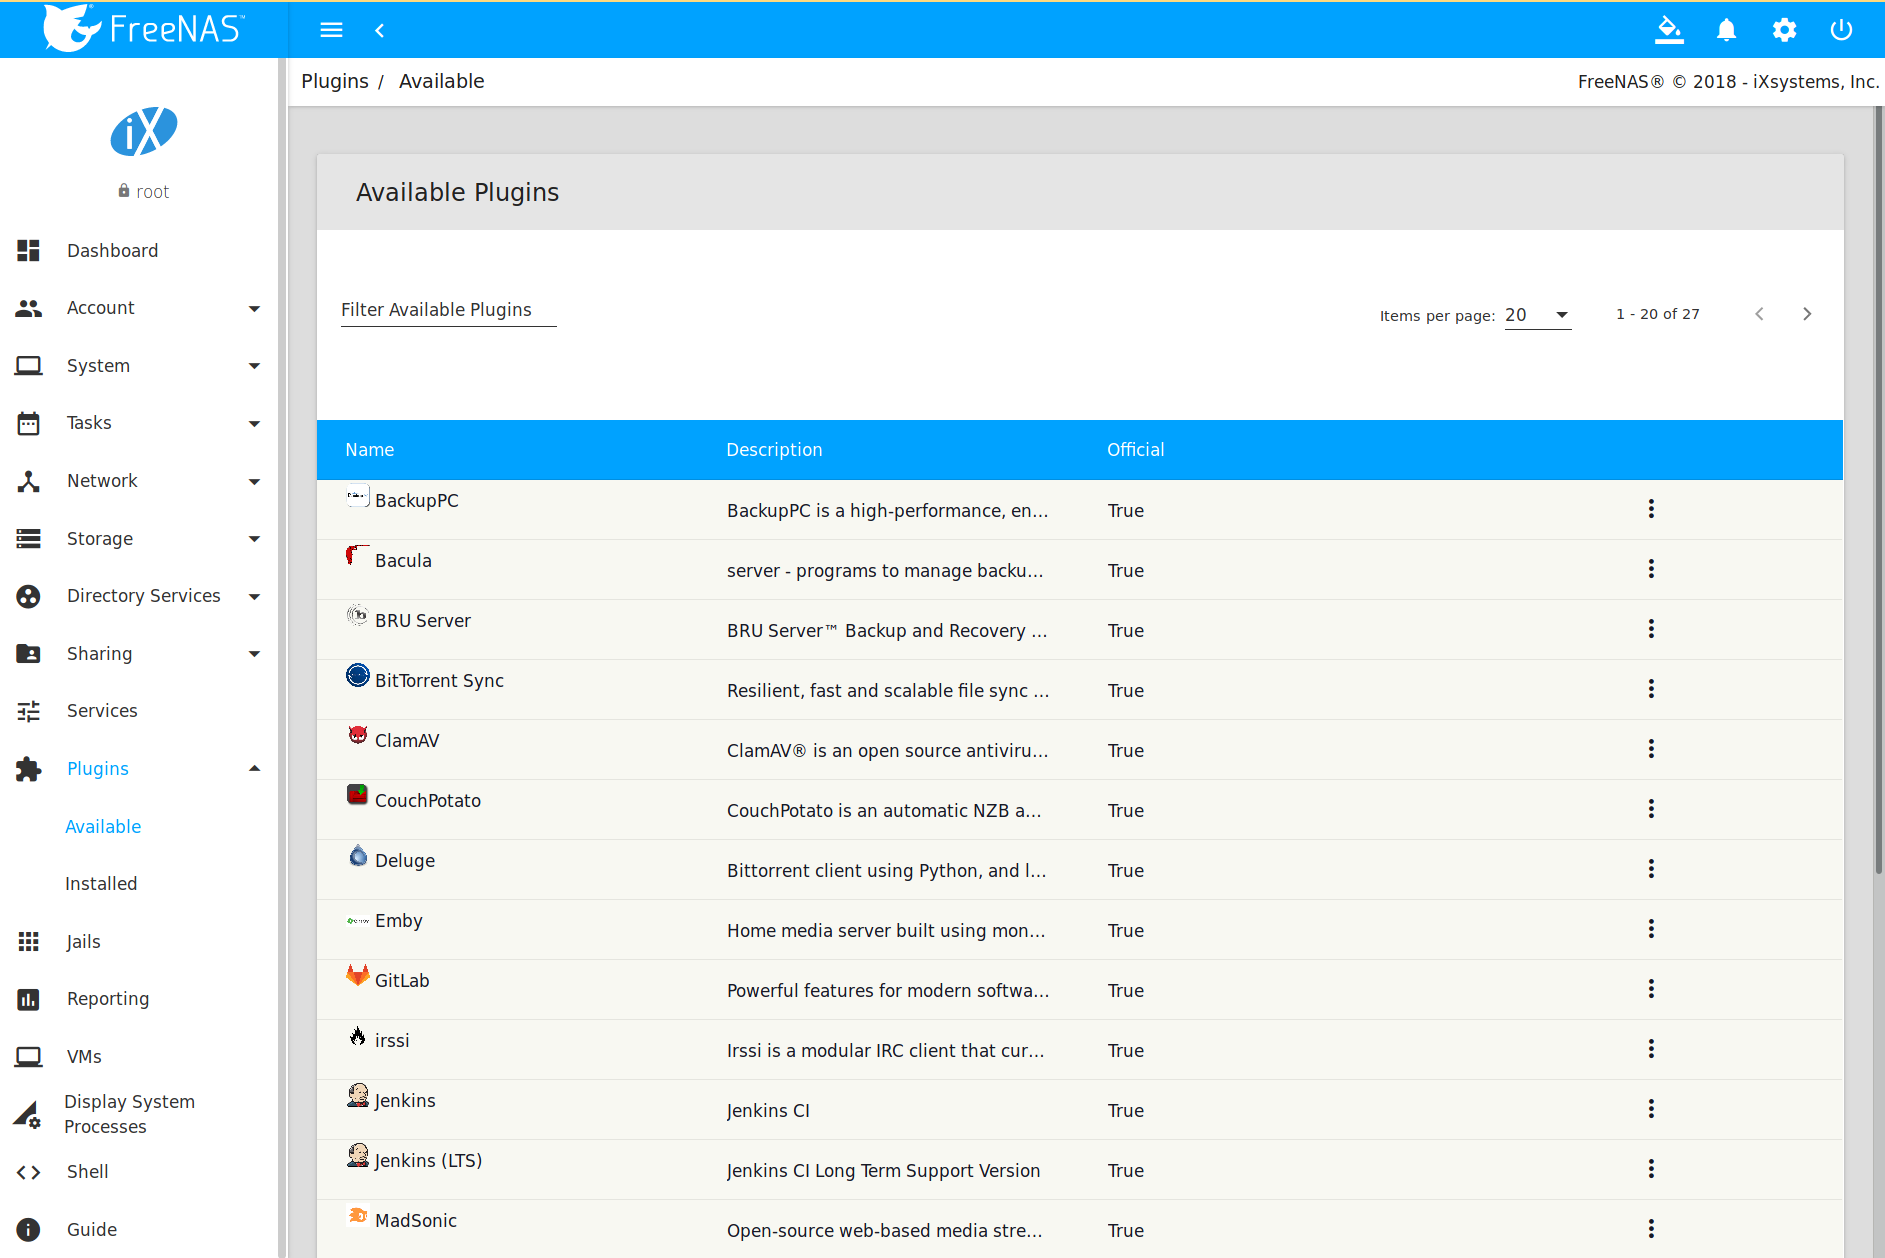 FreeNAS™
Plugins / Available
FreeNAS® © 2018 - iXsystems, Inc.
iX
root
Dashboard
Account
System
Tasks
Network
Storage
Directory Services
Sharing
Services
Plugins
Available
Installed
Jails
Reporting
VMs
Display System
Processes
Shell
Guide
Available Plugins
Filter Available Plugins
Items per page: 20 1 - 20 of 27
Name Description Official
BackupPC BackupPC is a high-performance, en... True
Bacula server - programs to manage backu... True
BRU Server BRU Server™ Backup and Recovery ... True
BitTorrent Sync Resilient, fast and scalable file sync ... True
ClamAV ClamAV® is an open source antiviru... True
CouchPotato CouchPotato is an automatic NZB a... True
Deluge Bittorrent client using Python, and l... True
Emby Home media server built using mon... True
GitLab Powerful features for modern softwa... True
irssi Irssi is a modular IRC client that cur... True
Jenkins Jenkins CI True
Jenkins (LTS) Jenkins CI Long Term Support Version True
MadSonic Open-source web-based media stre... True